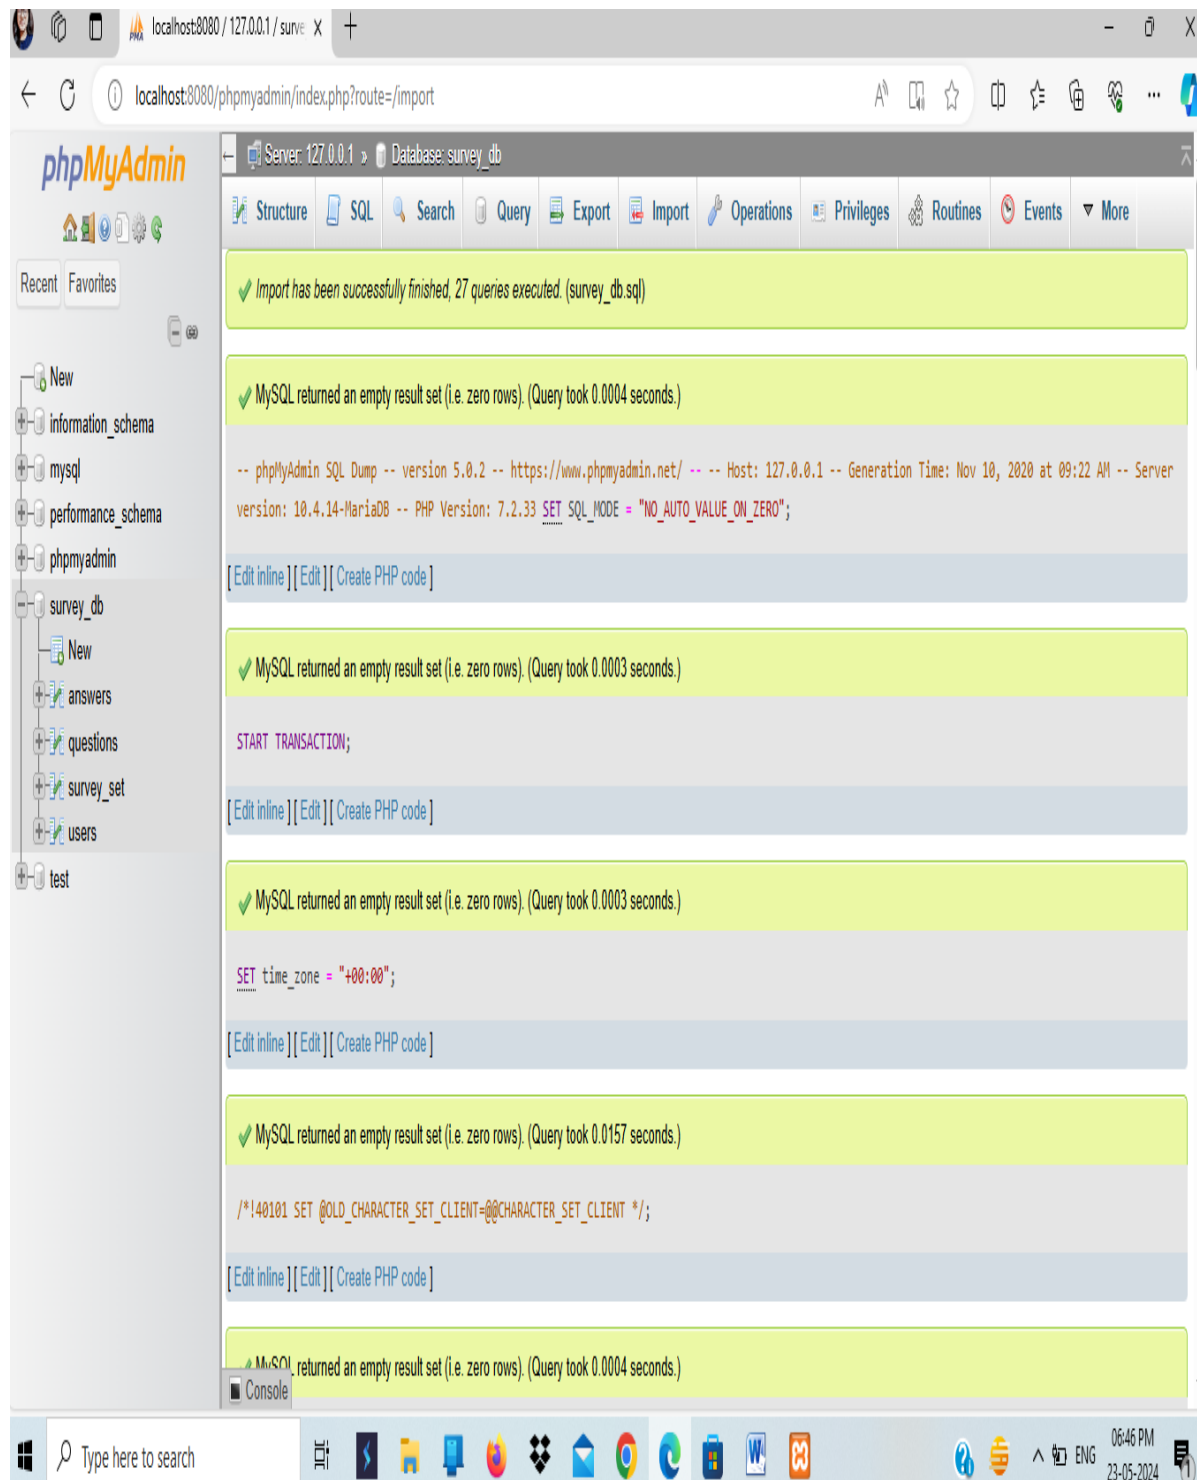 localhost:8080 / 127.0.0.1 / surve
localhost:8080/phpmyadmin/index.php?route=/import
phpMyAdmin
Recent Favorites
New
information_schema
mysql
performance_schema
phpmyadmin
survey_db
New
answers
questions
survey_set
users
test
Server: 127.0.0.1 » Database: survey_db
Structure SQL Search Query Export Import Operations Privileges Routines Events More
Import has been successfully finished, 27 queries executed. (survey_db.sql)
MySQL returned an empty result set (i.e. zero rows). (Query took 0.0004 seconds.)
-- phpMyAdmin SQL Dump -- version 5.0.2 -- https://www.phpmyadmin.net/ -- -- Host: 127.0.0.1 -- Generation Time: Nov 10, 2020 at 09:22 AM -- Server
version: 10.4.14-MariaDB -- PHP Version: 7.2.33 SET SQL_MODE = "NO_AUTO_VALUE_ON_ZERO";
[ Edit inline ] [ Edit ] [ Create PHP code ]
MySQL returned an empty result set (i.e. zero rows). (Query took 0.0003 seconds.)
START TRANSACTION;
[ Edit inline ] [ Edit ] [ Create PHP code ]
MySQL returned an empty result set (i.e. zero rows). (Query took 0.0003 seconds.)
SET time_zone = "+00:00";
[ Edit inline ] [ Edit ] [ Create PHP code ]
MySQL returned an empty result set (i.e. zero rows). (Query took 0.0157 seconds.)
/*!40101 SET @OLD_CHARACTER_SET_CLIENT=@@CHARACTER_SET_CLIENT */;
[ Edit inline ] [ Edit ] [ Create PHP code ]
MySQL returned an empty result set (i.e. zero rows). (Query took 0.0004 seconds.)
Console
Type here to search
ENG
06:46 PM
23-05-2024